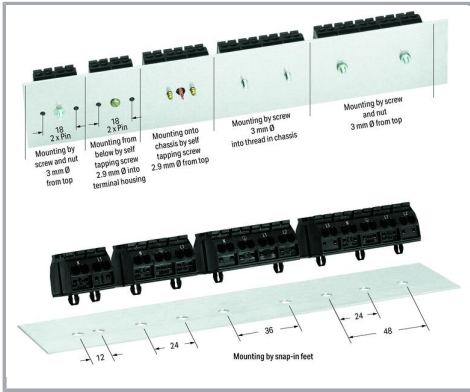 18
2 x Pin
18
2 x Pin
Mounting by
screw and nut
3 mm Ø
from top
Mounting from
below by self
tapping screw
2.9 mm Ø into
terminal housing
Mounting onto
chassis by self
tapping screw
2.9 mm Ø from top
Mounting by screw
3 mm Ø
into thread in chassis
Mounting by screw
and nut
3 mm Ø from top
12
24
36
24
48
Mounting by snap-in feet